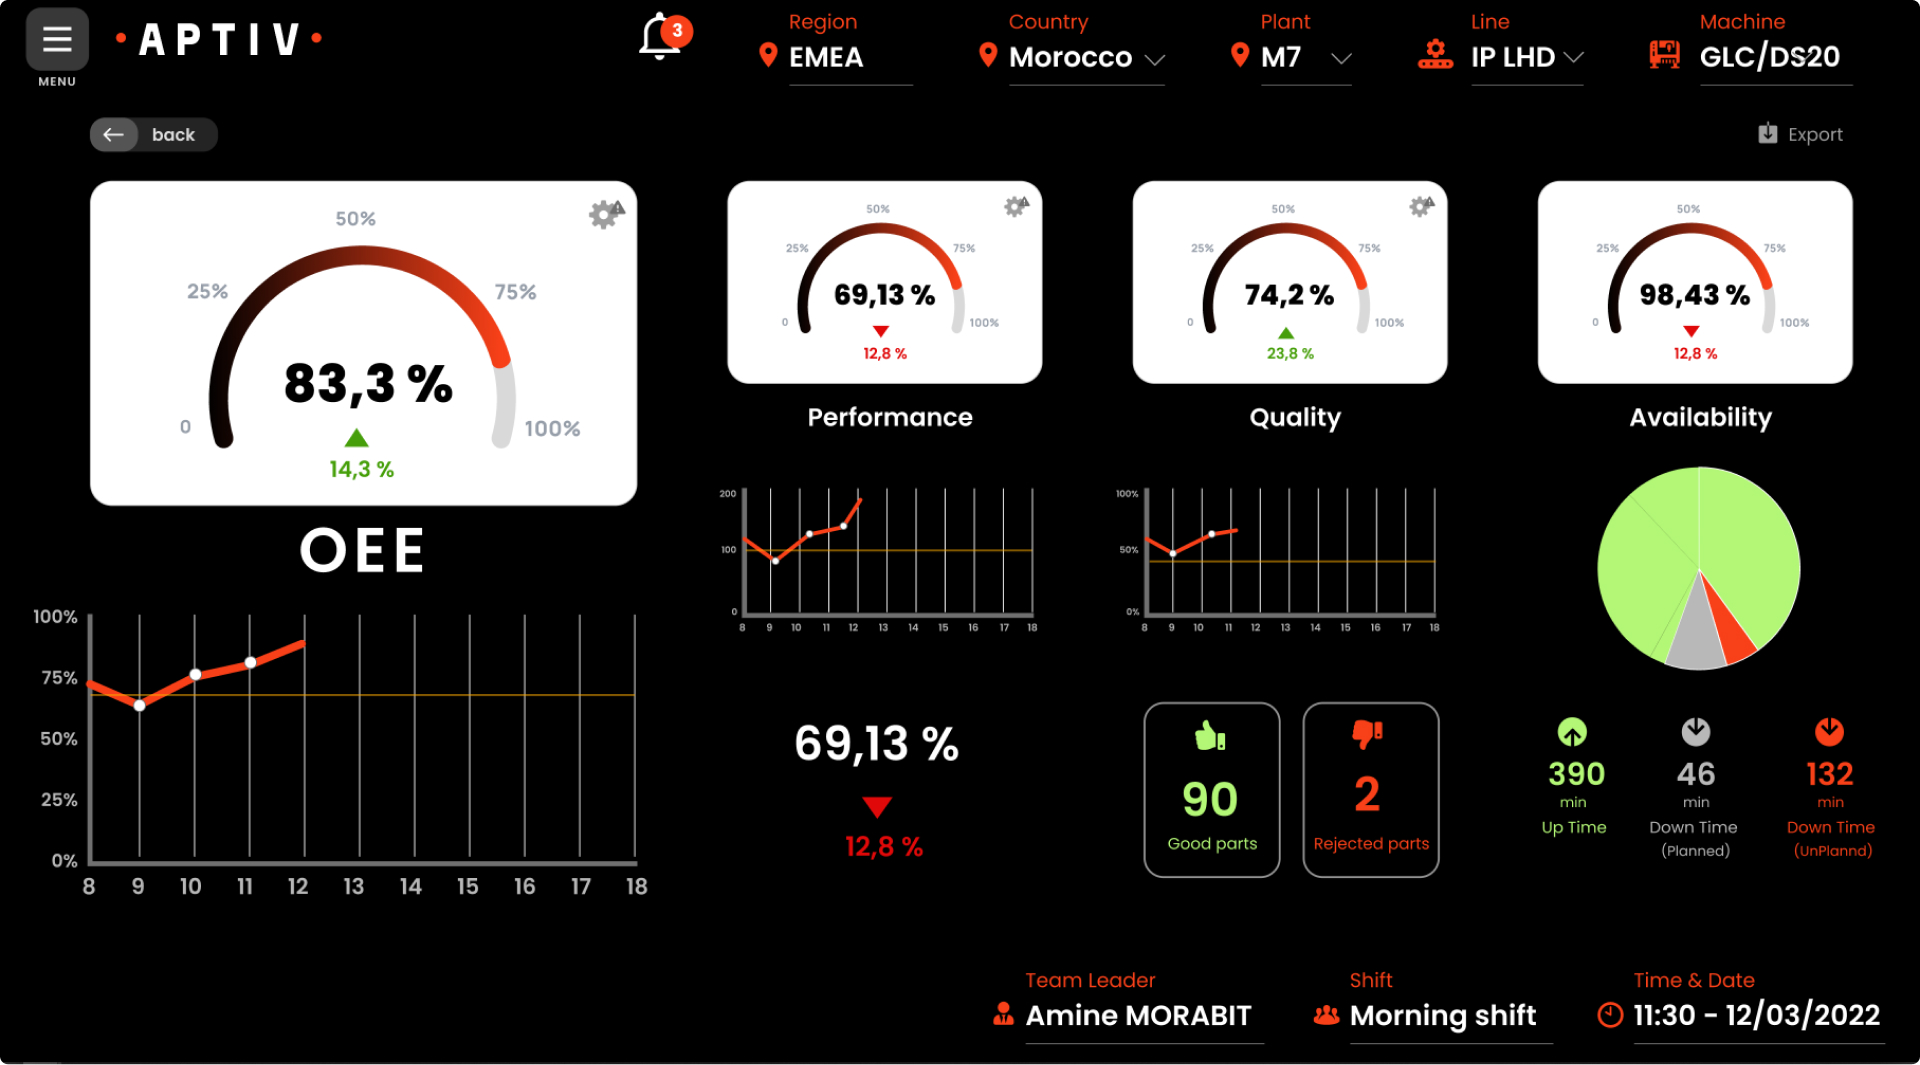 APTIV
MENU
3
Region
EMEA
Country
Morocco
Plant
M7
Line
IP LHD
Machine
GLC/DS20
back
Export
50%
25%
75%
83,3 %
0
100%
14,3 %
OEE
50%
25%
75%
69,13 %
0
100%
12,8 %
Performance
50%
25%
75%
74,2 %
0
100%
23,8 %
Quality
50%
25%
75%
98,43 %
0
100%
12,8 %
Availability
100%
75%
50%
25%
0%
8 9 10 11 12 13 14 15 16 17 18
200
100
0
8 9 10 11 12 13 14 15 16 17 18
100%
50%
0%
8 9 10 11 12 13 14 15 16 17 18
69,13 %
12,8 %
90
Good parts
2
Rejected parts
390
min
Up Time
46
min
Down Time
(Planned)
132
min
Down Time
(UnPlannd)
Team Leader
Amine MORABIT
Shift
Morning shift
Time & Date
11:30 - 12/03/2022